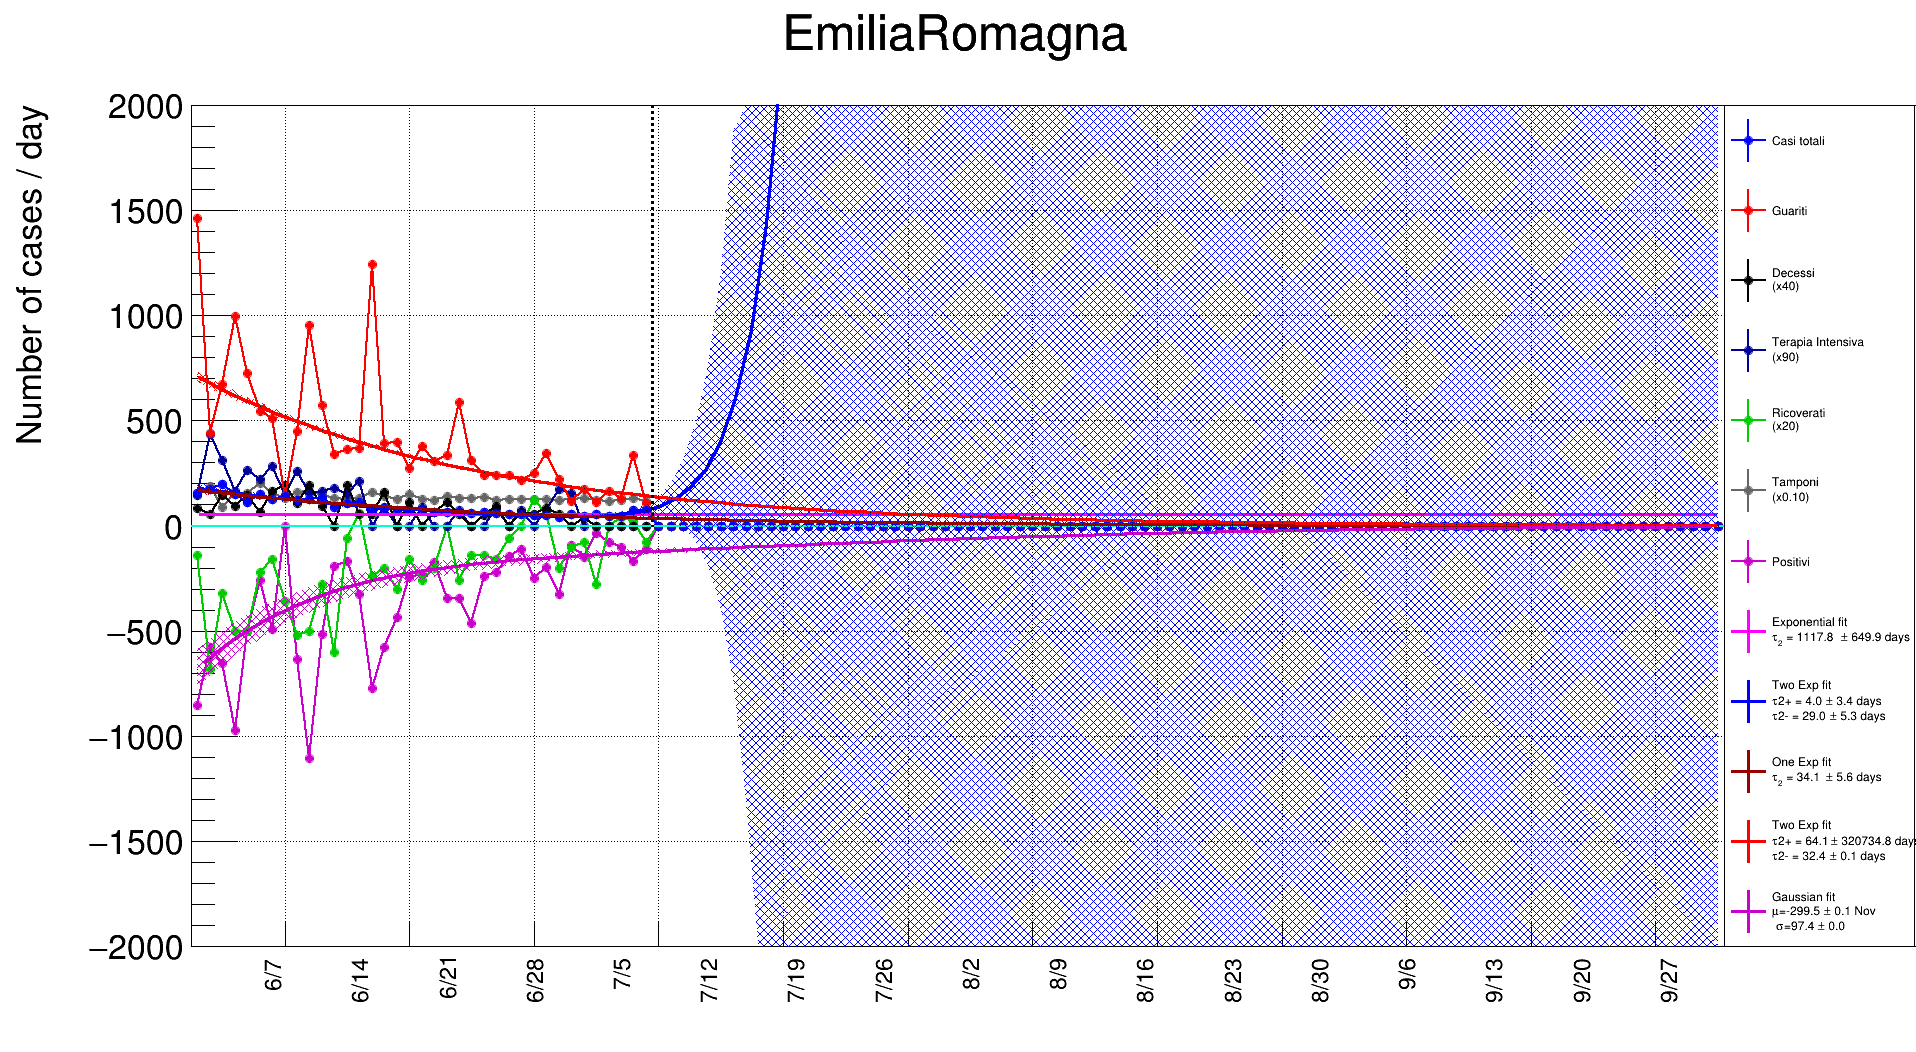 EmiliaRomagna
Number of cases / day
2000
1500
1000
500
0
−500
−1000
−1500
−2000
6/7
6/14
6/21
6/28
7/5
7/12
7/19
7/26
8/2
8/9
8/16
8/23
8/30
9/6
9/13
9/20
9/27
Casi totali
Guariti
Decessi
(x40)
Terapia Intensiva
(x90)
Ricoverati
(x20)
Tamponi
(x0.10)
Positivi
Exponential fit
τ2 = 1117.8 ± 649.9 days
Two Exp fit
τ2+ = 4.0 ± 3.4 days
τ2- = 29.0 ± 5.3 days
One Exp fit
τ2 = 34.1 ± 5.6 days
Two Exp fit
τ2+ = 64.1 ± 320734.8 days
τ2- = 32.4 ± 0.1 days
Gaussian fit
μ=-299.5 ± 0.1 Nov
σ=97.4 ± 0.0